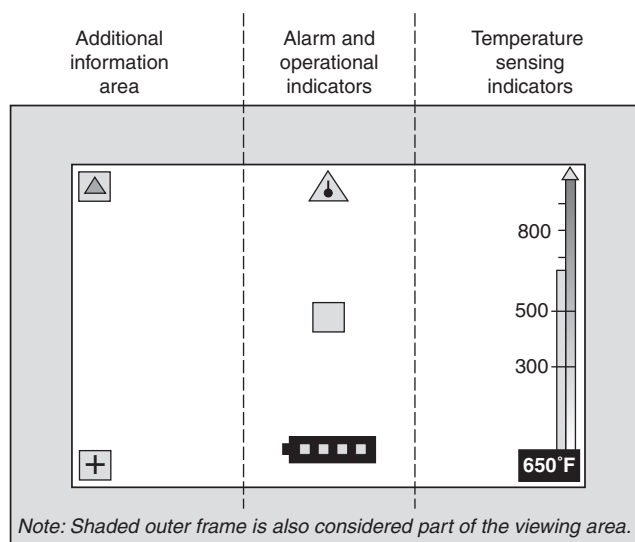 Additional
information
area
Alarm and
operational
indicators
Temperature
sensing
indicators
800
500
300
650°F
Note: Shaded outer frame is also considered part of the viewing area.